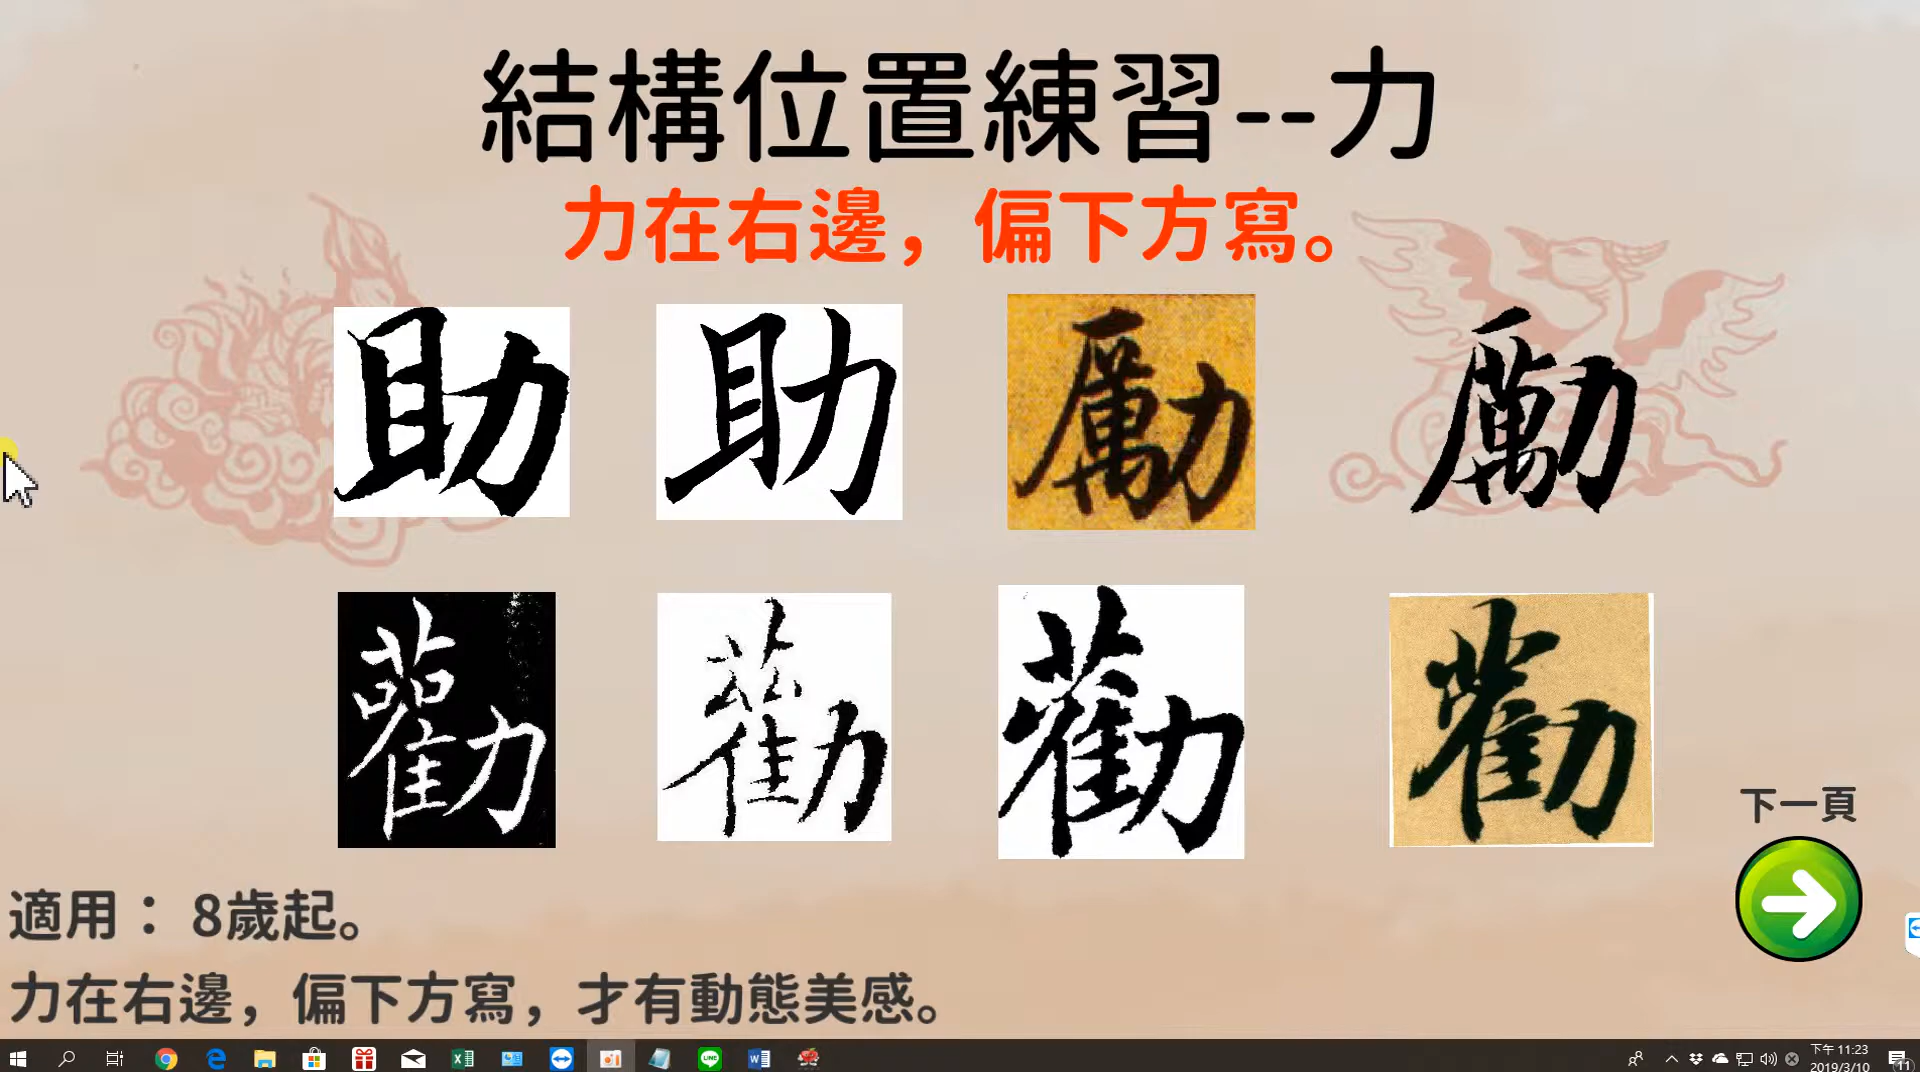 結構位置練習--力
力在右邊，偏下方寫。
助 助 勵 勵
勸 勸 勸 勸
下一頁
適用： 8歲起。
力在右邊，偏下方寫，才有動態美感。
下午 11:23
2019/3/10
11